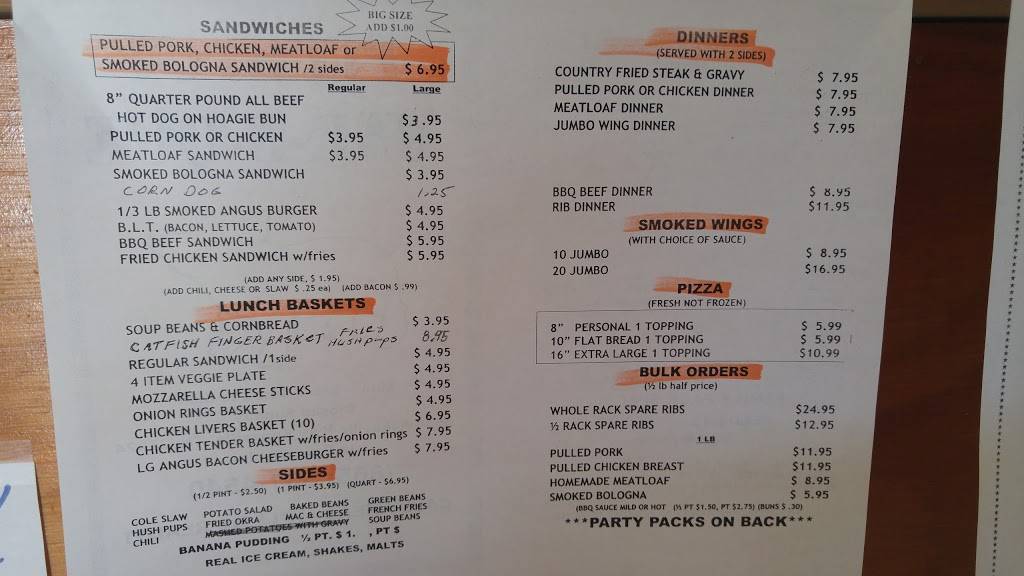 SANDWICHES
BIG SIZE
ADD $1.00
PULLED PORK, CHICKEN, MEATLOAF or
SMOKED BOLOGNA SANDWICH /2 sides $ 6.95
Regular Large
8" QUARTER POUND ALL BEEF
HOT DOG ON HOAGIE BUN $3.95
PULLED PORK OR CHICKEN $3.95 $ 4.95
MEATLOAF SANDWICH $3.95 $ 4.95
SMOKED BOLOGNA SANDWICH $ 3.95
CORN DOG 1.25
1/3 LB SMOKED ANGUS BURGER $ 4.95
B.L.T. (BACON, LETTUCE, TOMATO) $ 4.95
BBQ BEEF SANDWICH $ 5.95
FRIED CHICKEN SANDWICH w/fries $ 5.95
(ADD ANY SIDE, $ 1.95)
(ADD CHILI, CHEESE OR SLAW $ .25 ea) (ADD BACON $ .99)
LUNCH BASKETS
SOUP BEANS & CORNBREAD $ 3.95
CATFISH FINGER BASKET FRIES HUSHPUPS 8.95
REGULAR SANDWICH /1side $ 4.95
4 ITEM VEGGIE PLATE $ 4.95
MOZZARELLA CHEESE STICKS $ 4.95
ONION RINGS BASKET $ 4.95
CHICKEN LIVERS BASKET (10) $ 6.95
CHICKEN TENDER BASKET w/fries/onion rings $ 7.95
LG ANGUS BACON CHEESEBURGER w/fries $ 7.95
SIDES
(1/2 PINT - $2.50) (1 PINT - $3.95) (QUART - $6.95)
COLE SLAW POTATO SALAD BAKED BEANS GREEN BEANS
HUSH PUPS FRIED OKRA MAC & CHEESE FRENCH FRIES
CHILI MASHED POTATOES WITH GRAVY SOUP BEANS
BANANA PUDDING ½ PT. $ 1. , PT $
REAL ICE CREAM, SHAKES, MALTS
DINNERS
(SERVED WITH 2 SIDES)
COUNTRY FRIED STEAK & GRAVY $ 7.95
PULLED PORK OR CHICKEN DINNER $ 7.95
MEATLOAF DINNER $ 7.95
JUMBO WING DINNER $ 7.95
BBQ BEEF DINNER $ 8.95
RIB DINNER $11.95
SMOKED WINGS
(WITH CHOICE OF SAUCE)
10 JUMBO $ 8.95
20 JUMBO $16.95
PIZZA
(FRESH NOT FROZEN)
8" PERSONAL 1 TOPPING $ 5.99
10" FLAT BREAD 1 TOPPING $ 5.99
16" EXTRA LARGE 1 TOPPING $10.99
BULK ORDERS
(½ lb half price)
WHOLE RACK SPARE RIBS $24.95
½ RACK SPARE RIBS $12.95
1 LB
PULLED PORK $11.95
PULLED CHICKEN BREAST $11.95
HOMEMADE MEATLOAF $ 8.95
SMOKED BOLOGNA $ 5.95
(BBQ SAUCE MILD OR HOT (½ PT $1.50, PT $2.75) (BUNS $ .30)
***PARTY PACKS ON BACK***